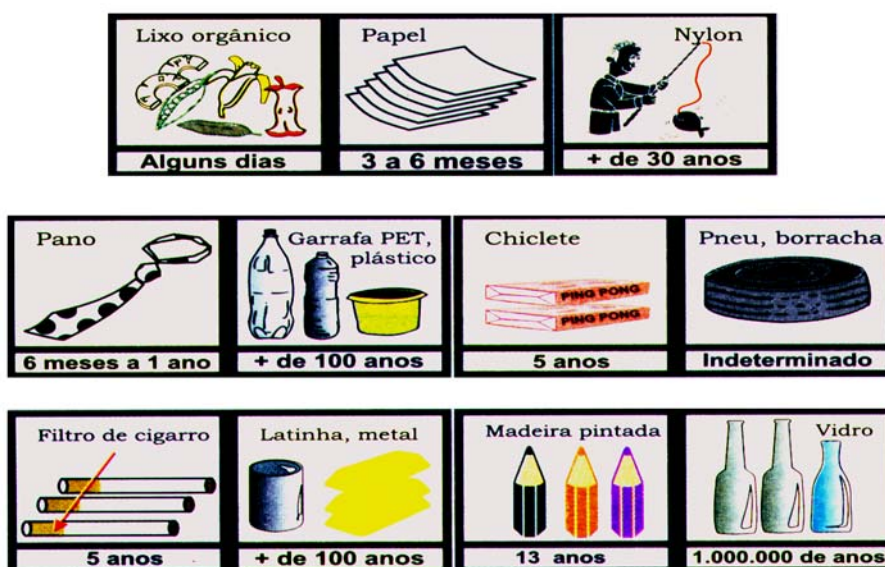 Lixo orgânico
Papel
Nylon
Alguns dias
3 a 6 meses
+ de 30 anos
Pano
Garrafa PET,
plástico
Chiclete
Pneu, borracha
PING PONG
PING PONG
6 meses a 1 ano
+ de 100 anos
5 anos
Indeterminado
Filtro de cigarro
Latinha, metal
Madeira pintada
Vidro
5 anos
+ de 100 anos
13 anos
1.000.000 de anos